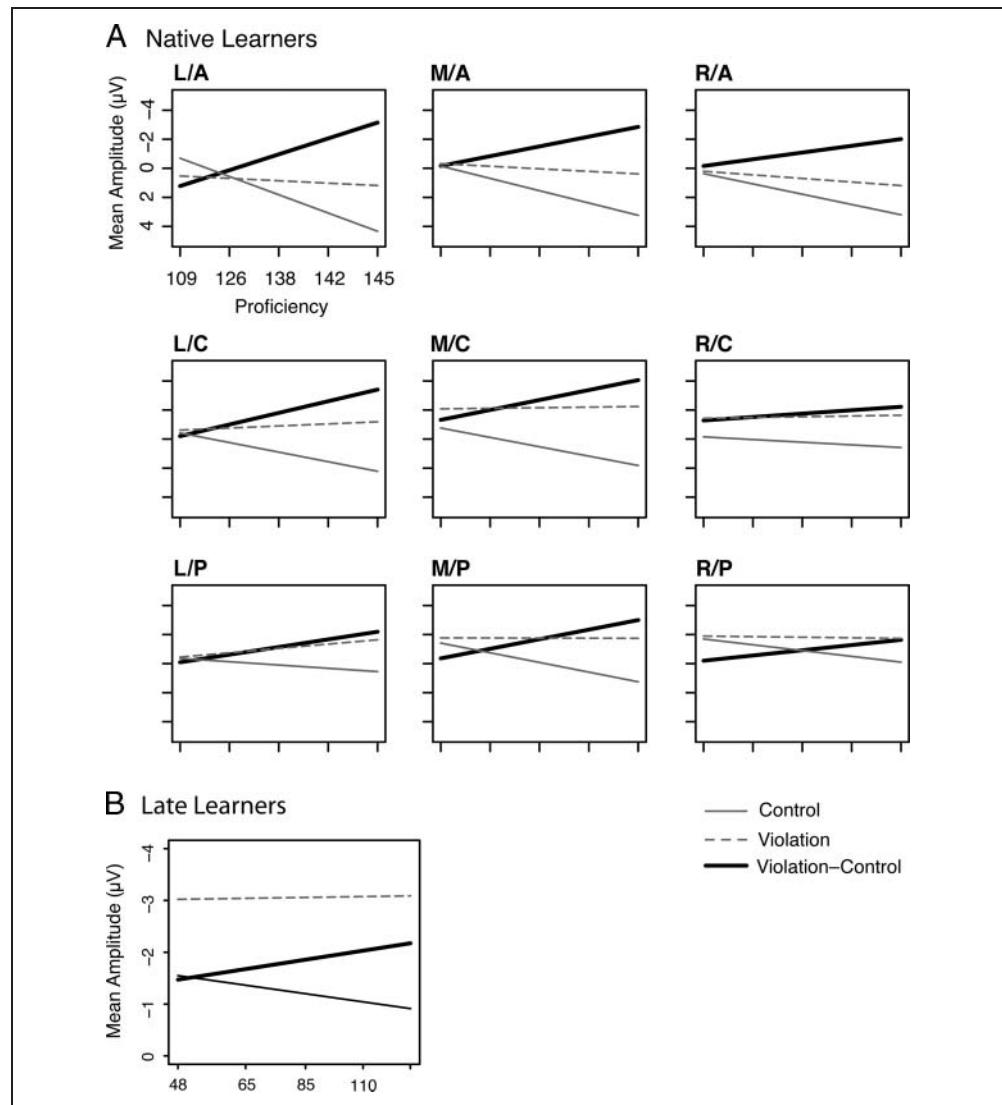 A Native Learners
L/A
M/A
R/A
Mean Amplitude (µV)
-4
-2
0
2
4
109 126 138 142 145
Proficiency
L/C
M/C
R/C
L/P
M/P
R/P
B Late Learners
Mean Amplitude (µV)
-4
-3
-2
-1
0
48 65 85 110
Control
Violation
Violation–Control